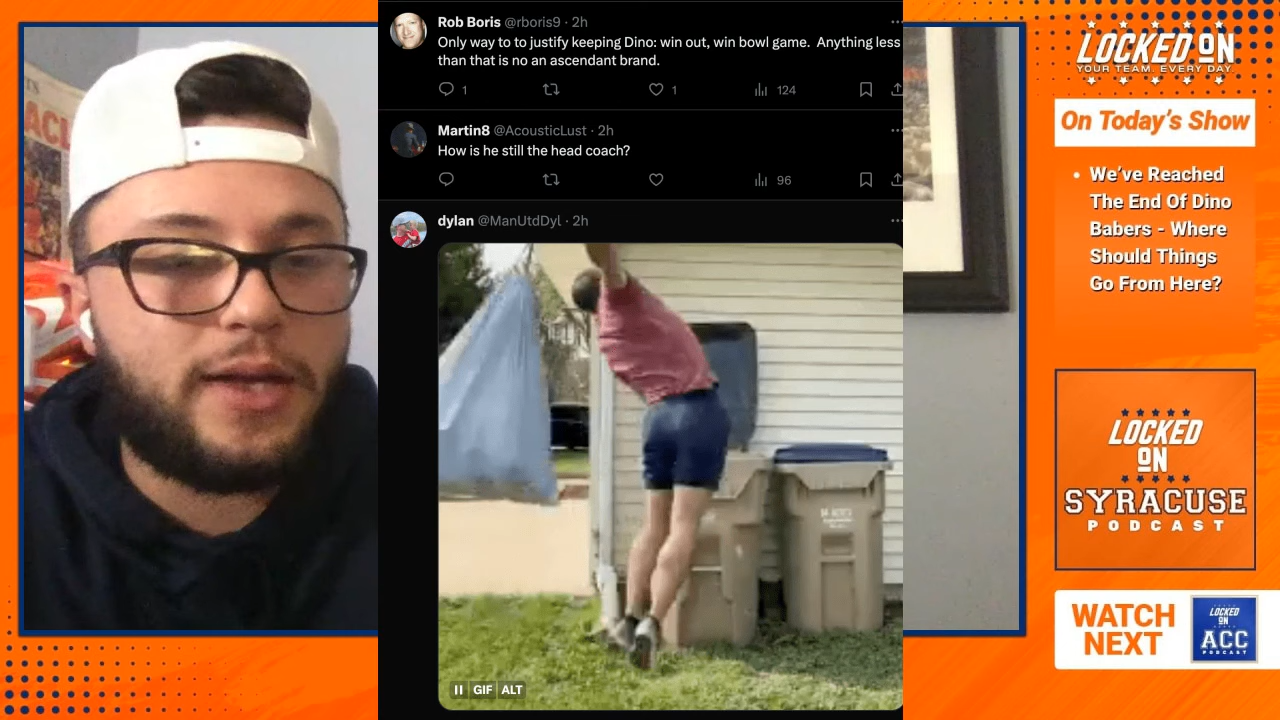 Rob Boris @rboris9 · 2h
Only way to to justify keeping Dino: win out, win bowl game. Anything less
than that is no an ascendant brand.
1
1
124
Martin8 @AcousticLust · 2h
How is he still the head coach?
96
dylan @ManUtdDyl · 2h
GIF ALT
LOCKED ON
YOUR TEAM. EVERY DAY.
On Today's Show
• We've Reached
The End Of Dino
Babers - Where
Should Things
Go From Here?
LOCKED
ON
SYRACUSE
PODCAST
WATCH
NEXT
LOCKED
ON
ACC
PODCAST